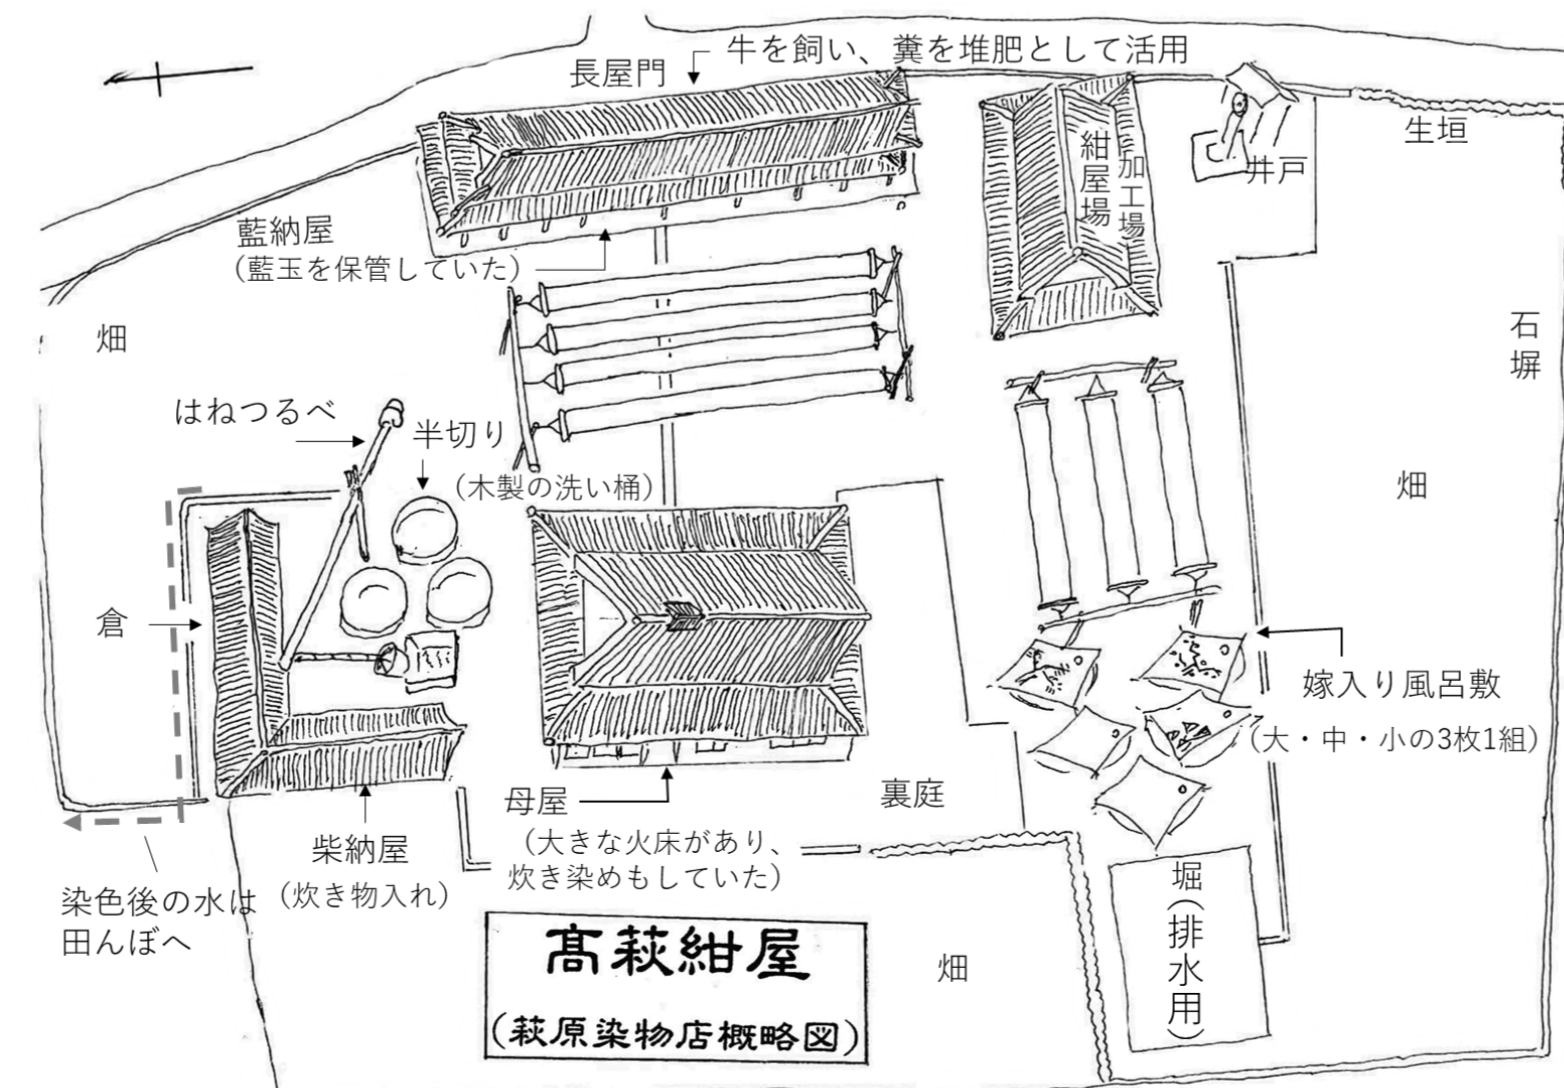 牛を飼い、糞を堆肥として活用
長屋門
生垣
紺屋場
加工場
井戸
藍納屋
（藍玉を保管していた）
畑
石塀
はねつるべ
半切り
（木製の洗い桶）
畑
倉
嫁入り風呂敷
（大・中・小の3枚1組）
母屋
（大きな火床があり、
炊き染めもしていた）
裏庭
柴納屋
（炊き物入れ）
染色後の水は
田んぼへ
堀（排水用）
畑
髙萩紺屋
（萩原染物店概略図）